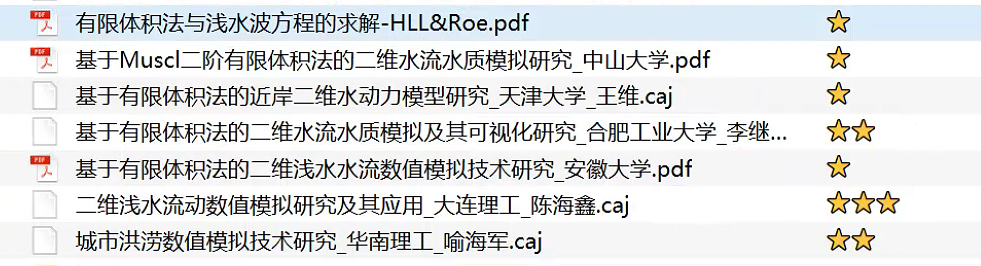 有限体积法与浅水波方程的求解-HLL&Roe.pdf
基于Muscl二阶有限体积法的二维水流水质模拟研究_中山大学.pdf
基于有限体积法的近岸二维水动力模型研究_天津大学_王维.caj
基于有限体积法的二维水流水质模拟及其可视化研究_合肥工业大学_李继...
基于有限体积法的二维浅水水流数值模拟技术研究_安徽大学.pdf
二维浅水流动数值模拟研究及其应用_大连理工_陈海鑫.caj
城市洪涝数值模拟技术研究_华南理工_喻海军.caj